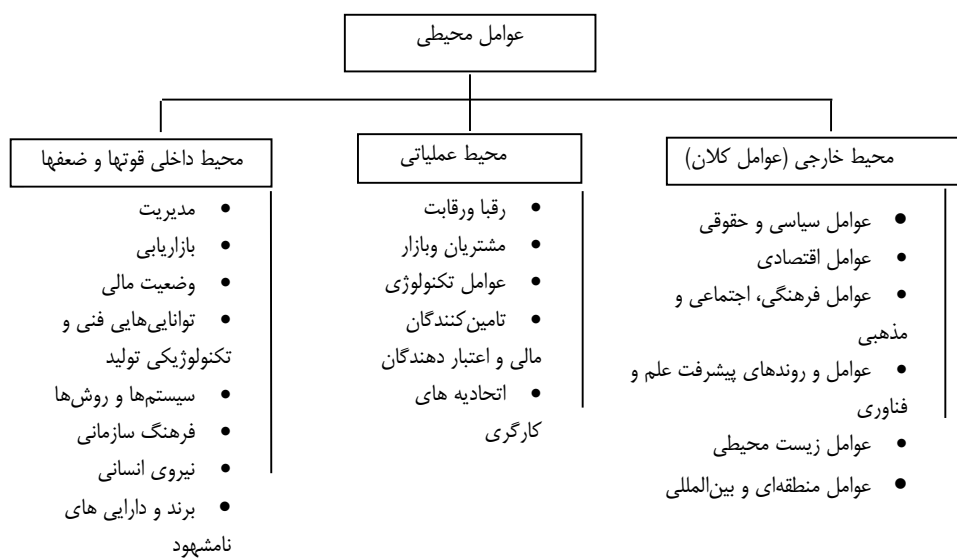 عوامل محیطی
محیط خارجی (عوامل کلان)
• عوامل سیاسی و حقوقی
• عوامل اقتصادی
• عوامل فرهنگی، اجتماعی و
مذهبی
• عوامل و روندهای پیشرفت علم و
فناوری
• عوامل زیست محیطی
• عوامل منطقه‌ای و بین‌المللی
محیط عملیاتی
• رقبا ورقابت
• مشتریان وبازار
• عوامل تکنولوژی
• تامین‌کنندگان
مالی و اعتبار دهندگان
• اتحادیه های
کارگری
محیط داخلی قوتها و ضعفها
• مدیریت
• بازاریابی
• وضعیت مالی
• توانایی‌هایی فنی و
تکنولوژیکی تولید
• سیستم‌ها و روش‌ها
• فرهنگ سازمانی
• نیروی انسانی
• برند و دارایی های
نامشهود